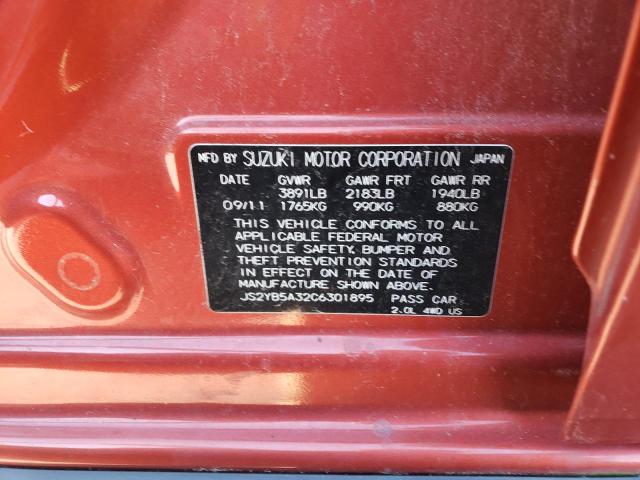 MFD BY SUZUKI MOTOR CORPORATION JAPAN
DATE GVWR GAWR FRT GAWR RR
3891LB 2183LB 1940LB
09/11 1765KG 990KG 880KG
THIS VEHICLE CONFORMS TO ALL
APPLICABLE FEDERAL MOTOR
VEHICLE SAFETY, BUMPER AND
THEFT PREVENTION STANDARDS
IN EFFECT ON THE DATE OF
MANUFACTURE SHOWN ABOVE.
JS2YB5A32C6301895 PASS CAR
2.0L 4WD US